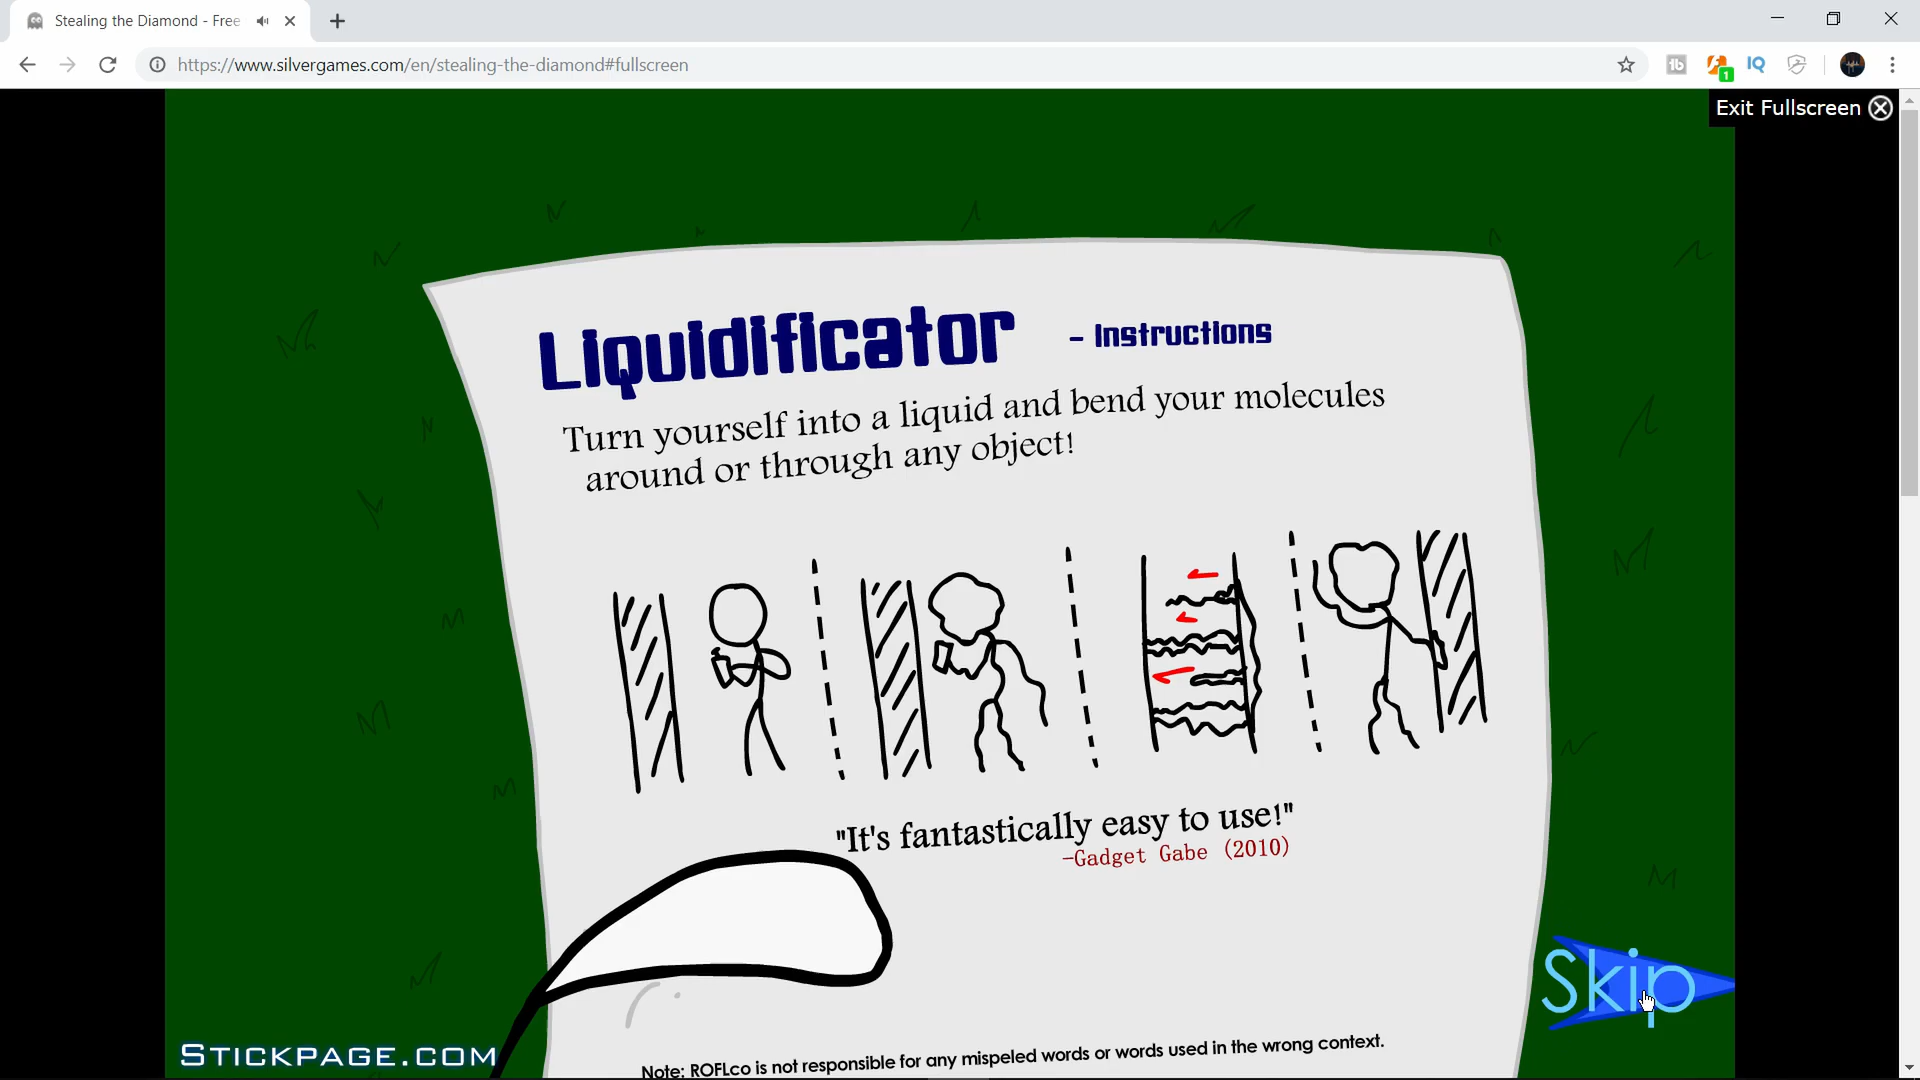 Stealing the Diamond - Free
https://www.silvergames.com/en/stealing-the-diamond#fullscreen
tb
1
IQ
Exit Fullscreen
Liquidificator - Instructions
Turn yourself into a liquid and bend your molecules
around or through any object!
"It's fantastically easy to use!"
-Gadget Gabe (2010)
Skip
STICKPAGE.COM
Note: ROFLco is not responsible for any mispeled words or words used in the wrong context.